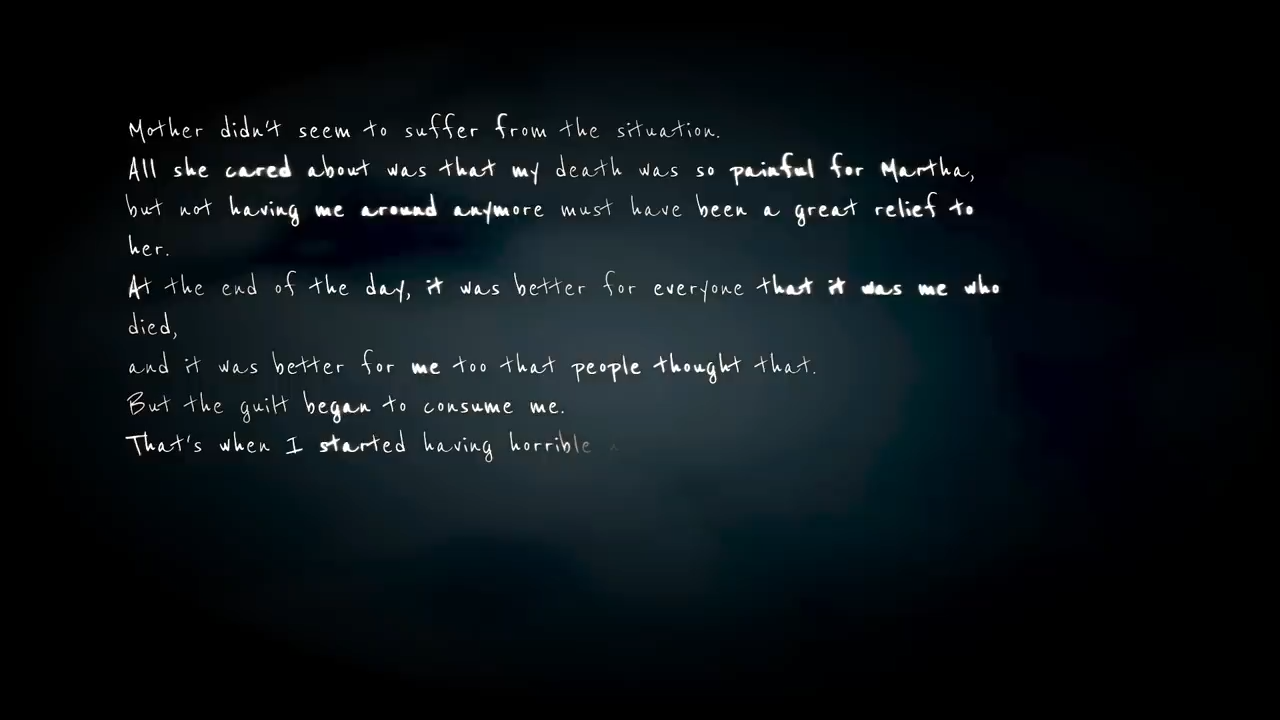 Mother didn't seem to suffer from the situation.
All she cared about was that my death was so painful for Martha,
but not having me around anymore must have been a great relief to
her.
At the end of the day, it was better for everyone that it was me who
died,
and it was better for me too that people thought that.
But the guilt began to consume me.
That's when I started having horrible